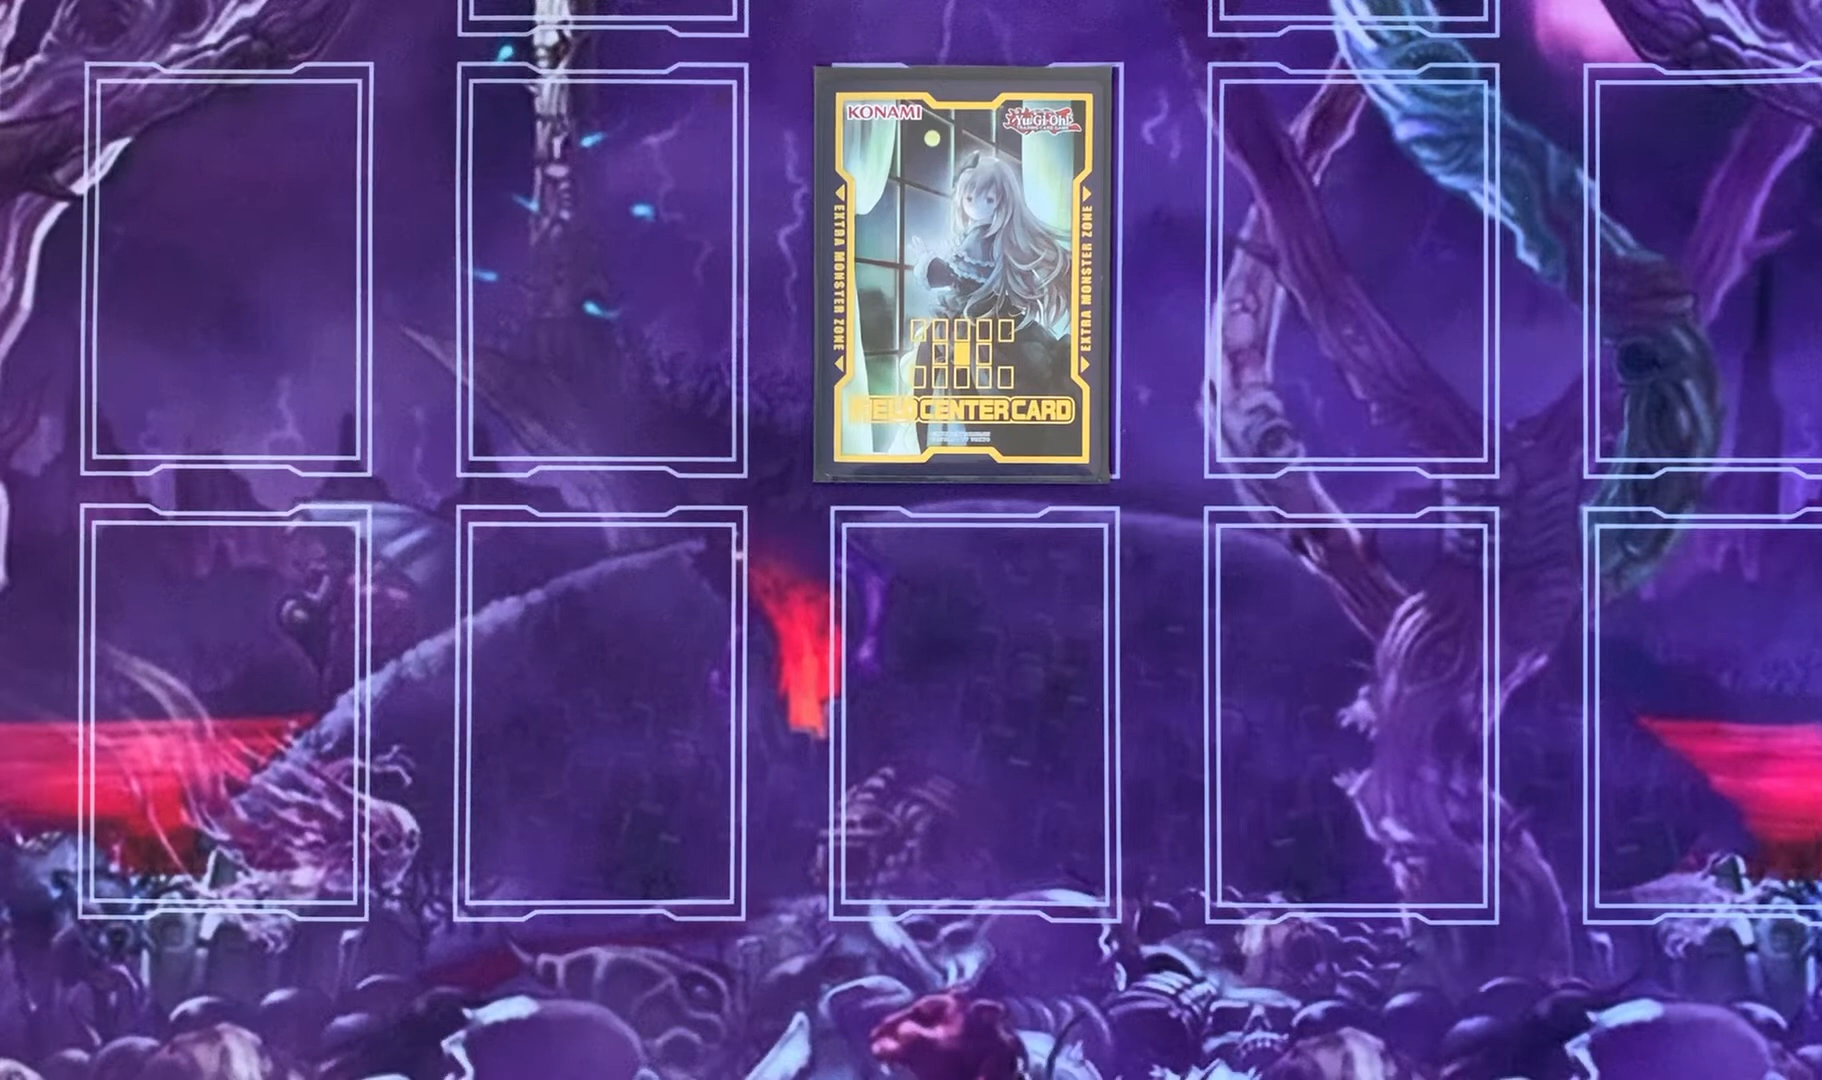 KONAMI
Yu-Gi-Oh!
TRADING CARD GAME
EXTRA MONSTER ZONE
EXTRA MONSTER ZONE
FIELD CENTER CARD